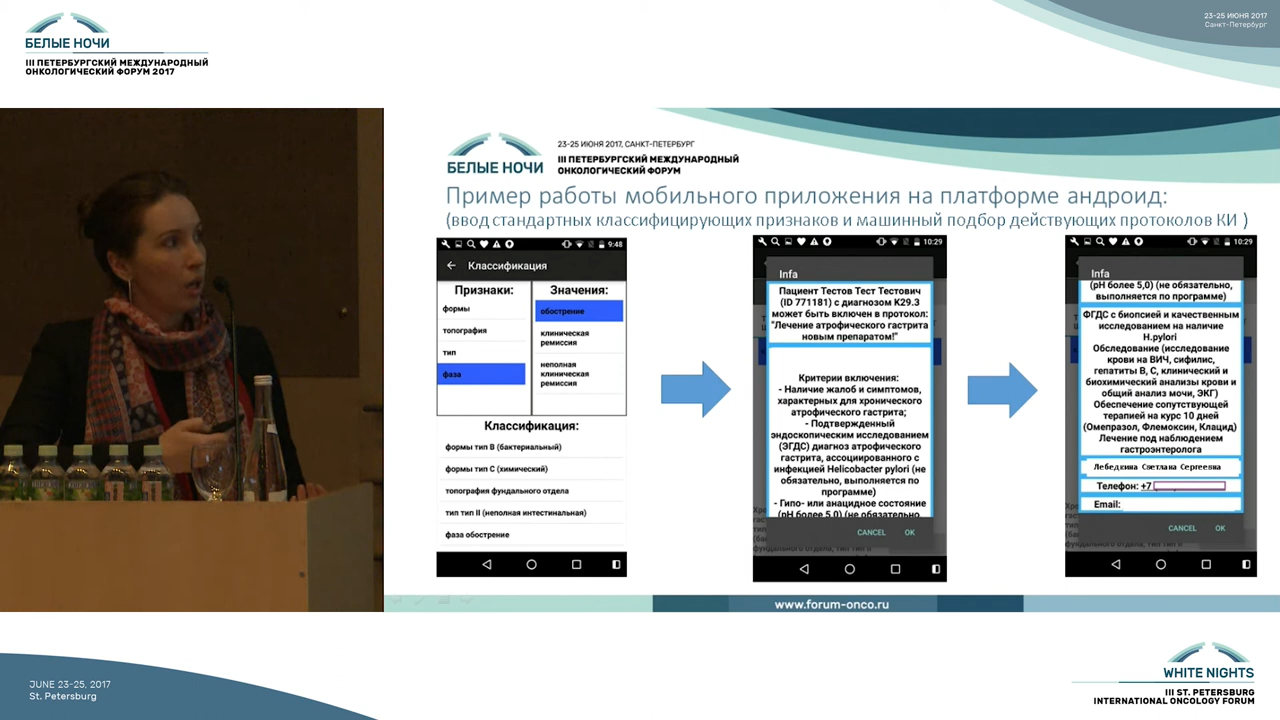 БЕЛЫЕ НОЧИ
III ПЕТЕРБУРГСКИЙ МЕЖДУНАРОДНЫЙ
ОНКОЛОГИЧЕСКИЙ ФОРУМ 2017
23-25 ИЮНЯ 2017
Санкт-Петербург
БЕЛЫЕ НОЧИ
23-25 ИЮНЯ 2017, САНКТ-ПЕТЕРБУРГ
III ПЕТЕРБУРГСКИЙ МЕЖДУНАРОДНЫЙ
ОНКОЛОГИЧЕСКИЙ ФОРУМ
Пример работы мобильного приложения на платформе андроид:
(ввод стандартных классифицирующих признаков и машинный подбор действующих протоколов КИ )
9:48
Классификация
Признаки:
формы
топография
тип
фаза
Значения:
обострение
клиническая
ремиссия
неполная
клиническая
ремиссия
Классификация:
формы тип B (бактериальный)
формы тип C (химический)
топография фундального отдела
тип тип II (неполная интестинальная)
фаза обострение
10:29
Infa
Пациент Тестов Тест Тестович
(ID 771181) с диагнозом K29.3
может быть включен в протокол:
"Лечение атрофического гастрита
новым препаратом!"
Критерии включения:
- Наличие жалоб и симптомов,
характерных для хронического
атрофического гастрита;
- Подтвержденный
эндоскопическим исследованием
(ЭГДС) диагноз атрофического
гастрита, ассоциированного с
инфекцией Helicobacter pylori (не
обязательно, выполняется по
программе)
- Гипо- или анацидное состояние
(pH более 5,0) (не обязательно,
CANCEL OK
10:29
Infa
(pH более 5,0) (не обязательно,
выполняется по программе)
ФГДС с биопсией и качественным
исследованием на наличие
H.pylori
Обследование (исследование
крови на ВИЧ, сифилис,
гепатиты B, C, клинический и
биохимический анализы крови и
общий анализ мочи, ЭКГ)
Обеспечение сопутствующей
терапией на курс 10 дней
(Омепразол, Флемоксин, Клацид)
Лечение под наблюдением
гастроэнтеролога
Лебедкина Светлана Сергеевна
Телефон: +7
Email:
CANCEL OK
www.forum-onco.ru
JUNE 23-25, 2017
St. Petersburg
WHITE NIGHTS
III ST. PETERSBURG
INTERNATIONAL ONCOLOGY FORUM